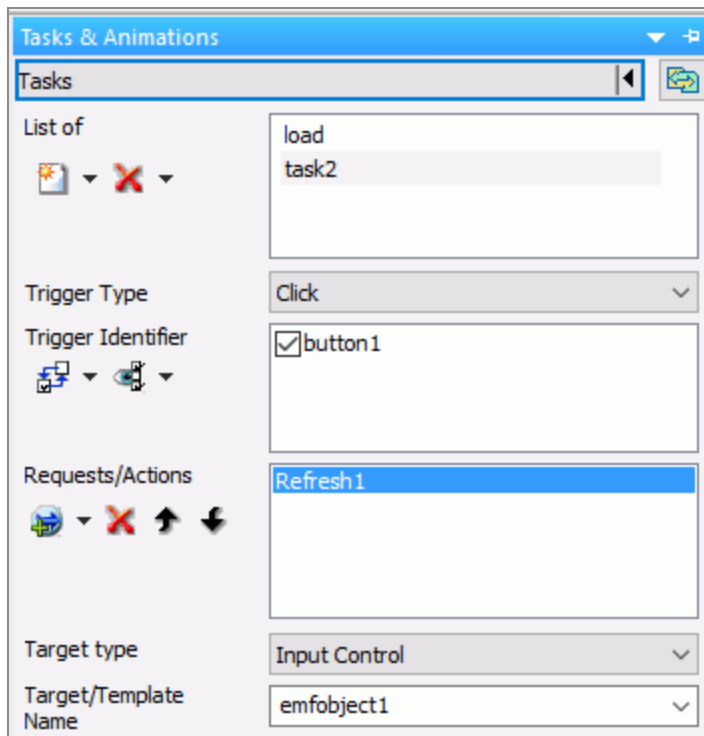 Tasks & Animations
Tasks
List of
load
task2
Trigger Type
Click
Trigger Identifier
button1
Requests/Actions
Refresh1
Target type
Input Control
Target/Template
Name
emfobject1